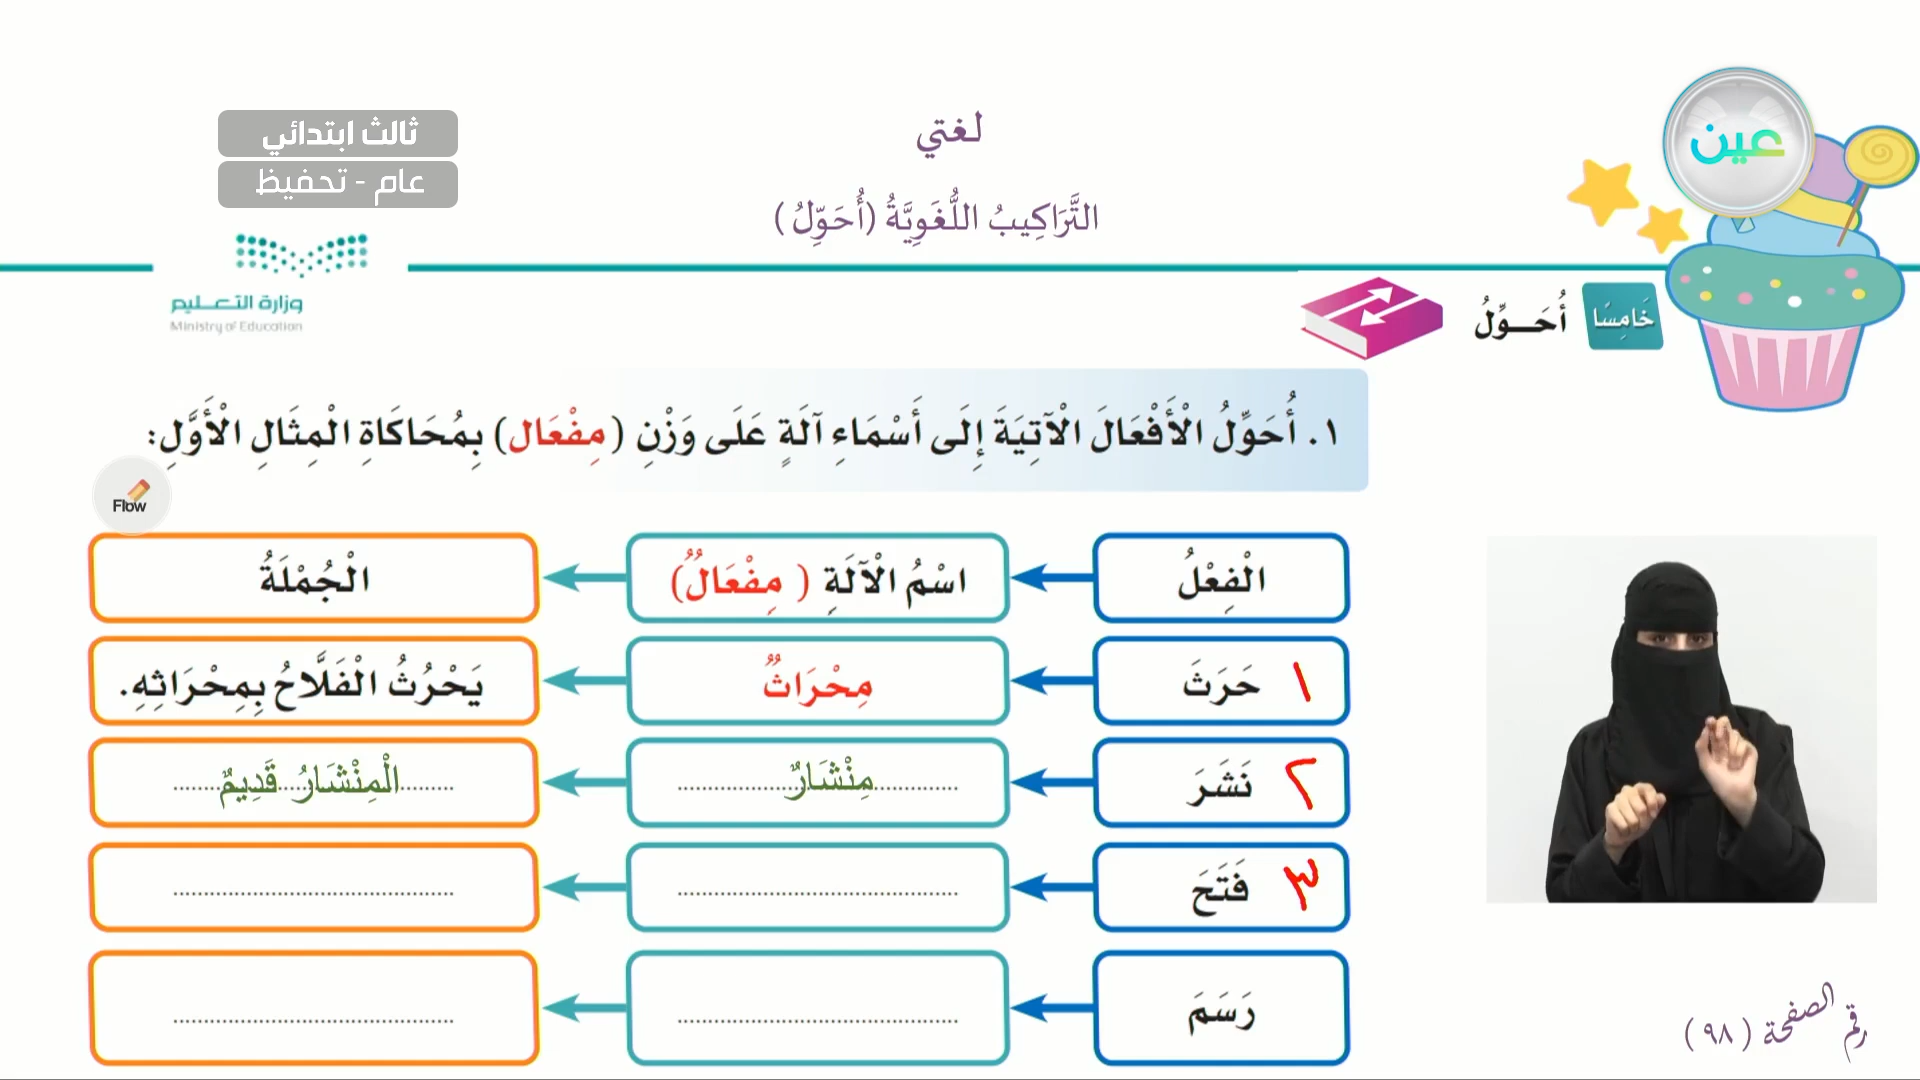 لغتي
ثالث ابتدائي
عام - تحفيظ
التَّرَاكِيبُ اللُّغَوِيَّةُ (أُحَوِّلُ)
عين
وزارة التعليم
Ministry of Education
خَامِسًا أُحَــوِّلُ
١. أُحَوِّلُ الْأَفْعَالَ الْآتِيَةَ إِلَى أَسْمَاءِ آلَةٍ عَلَى وَزْنِ (مِفْعَال) بِمُحَاكَاةِ الْمِثَالِ الْأَوَّلِ:
Flow
الْفِعْلُ اسْمُ الْآلَةِ ( مِفْعَالٌ) الْجُمْلَةُ
١ حَرَثَ مِحْرَاثٌ يَحْرُثُ الْفَلَّاحُ بِمِحْرَاثِهِ.
٢ نَشَرَ مِنْشَارٌ الْمِنْشَارُ قَدِيمٌ
٣ فَتَحَ
رَسَمَ
رقم الصفحة (٩٨)